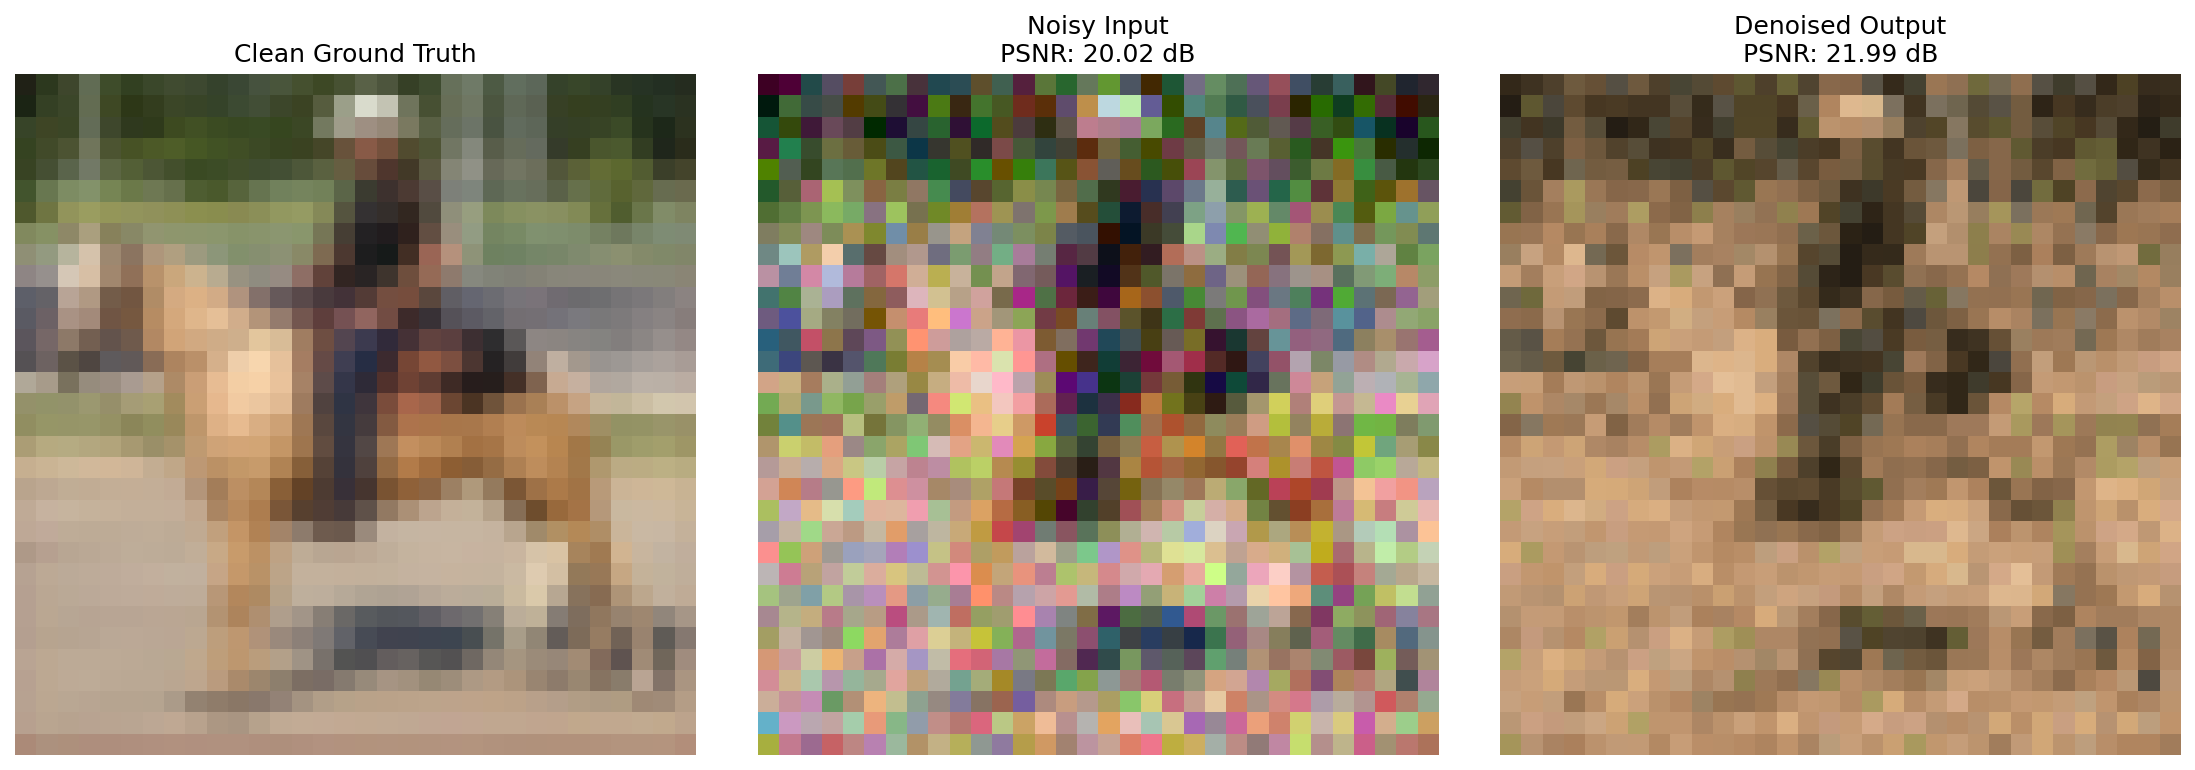 Clean Ground Truth
Noisy Input
PSNR: 20.02 dB
Denoised Output
PSNR: 21.99 dB